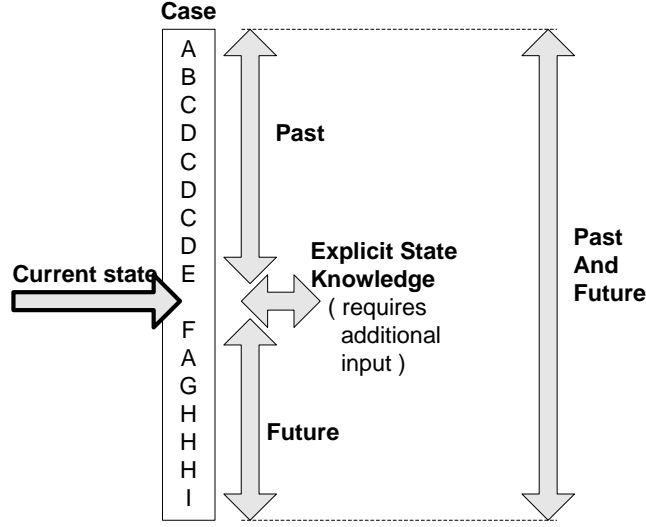 Case
A
B
C
D
C
D
C
D
E
F
A
G
H
H
H
I
Current state
Past
Explicit State
Knowledge
( requires
additional
input )
Future
Past
And
Future